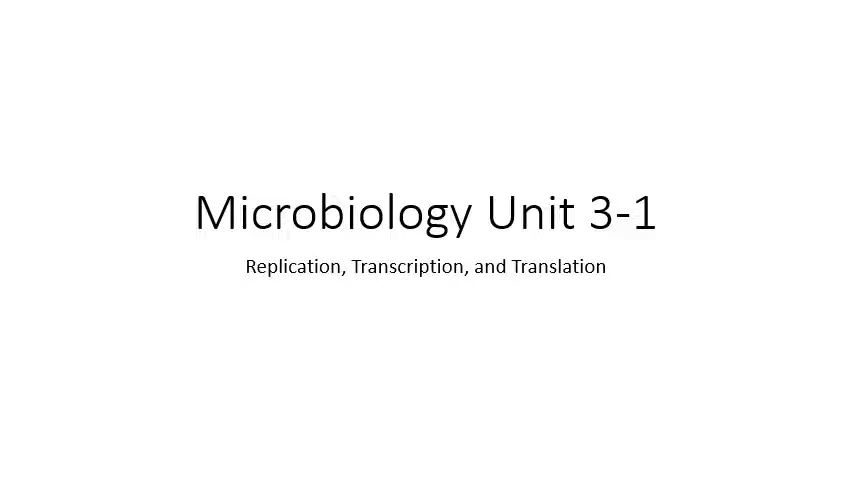 Microbiology Unit 3-1
Replication, Transcription, and Translation